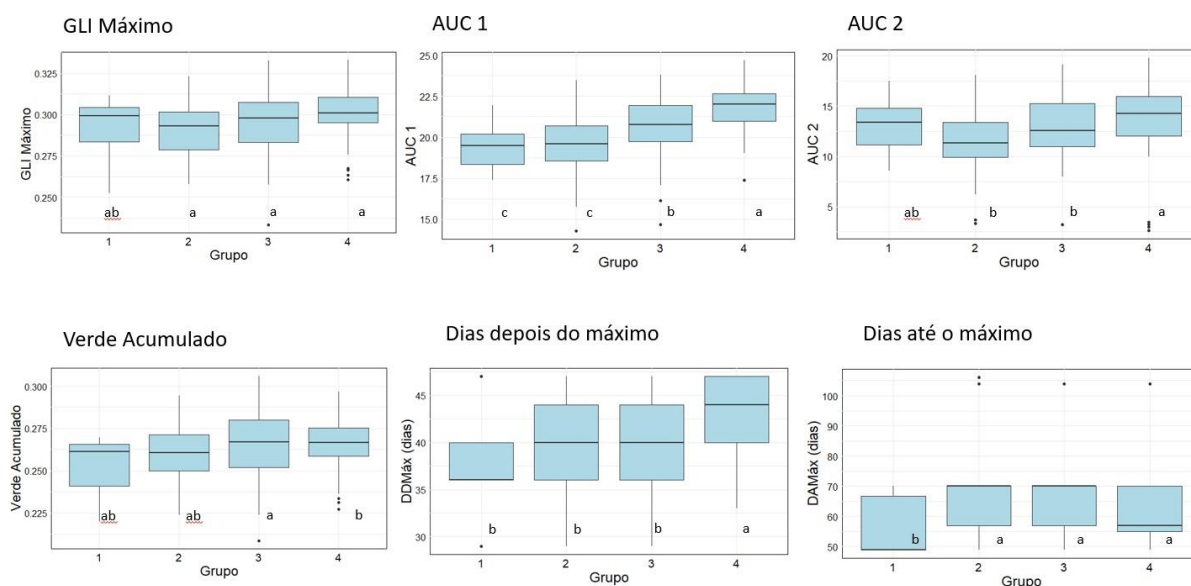 GLI Máximo
GLI Máximo
0.325
0.300
0.275
0.250
ab
a
a
a
1
2
3
4
Grupo
AUC 1
AUC 1
25.0
22.5
20.0
17.5
15.0
c
c
b
a
1
2
3
4
Grupo
AUC 2
AUC 2
20
15
10
5
ab
b
b
a
1
2
3
4
Grupo
Verde Acumulado
Verde Acumulado
0.300
0.275
0.250
0.225
ab
ab
a
b
1
2
3
4
Grupo
Dias depois do máximo
DDMáx (dias)
45
40
35
30
b
b
b
a
1
2
3
4
Grupo
Dias até o máximo
DAMáx (dias)
100
90
80
70
60
50
b
a
a
a
1
2
3
4
Grupo